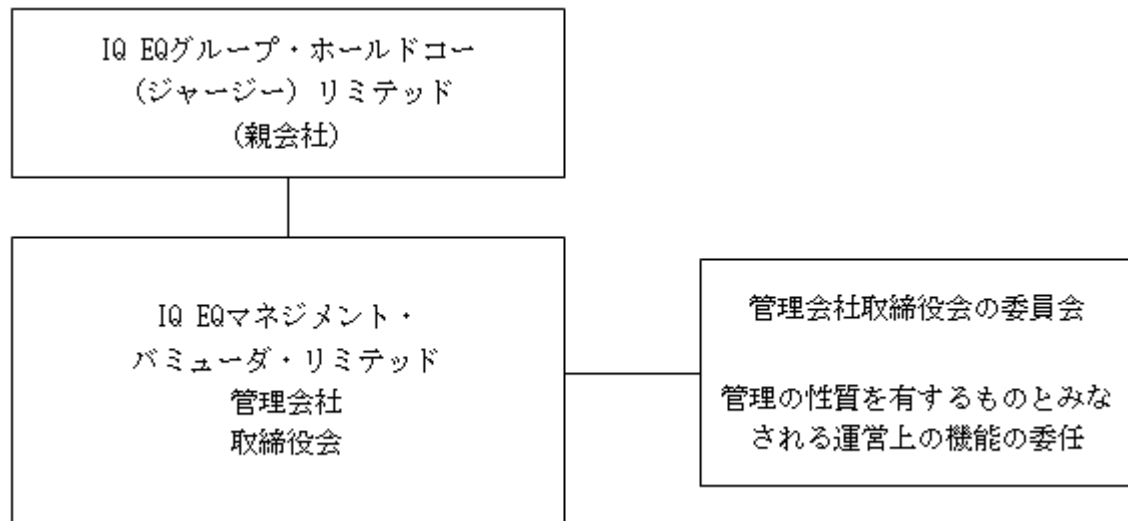 IQ EQグループ・ホールドコー
（ジャージー）リミテッド
（親会社）
IQ EQマネジメント・
バミューダ・リミテッド
管理会社
取締役会
管理会社取締役会の委員会
管理の性質を有するものとみな
される運営上の機能の委任